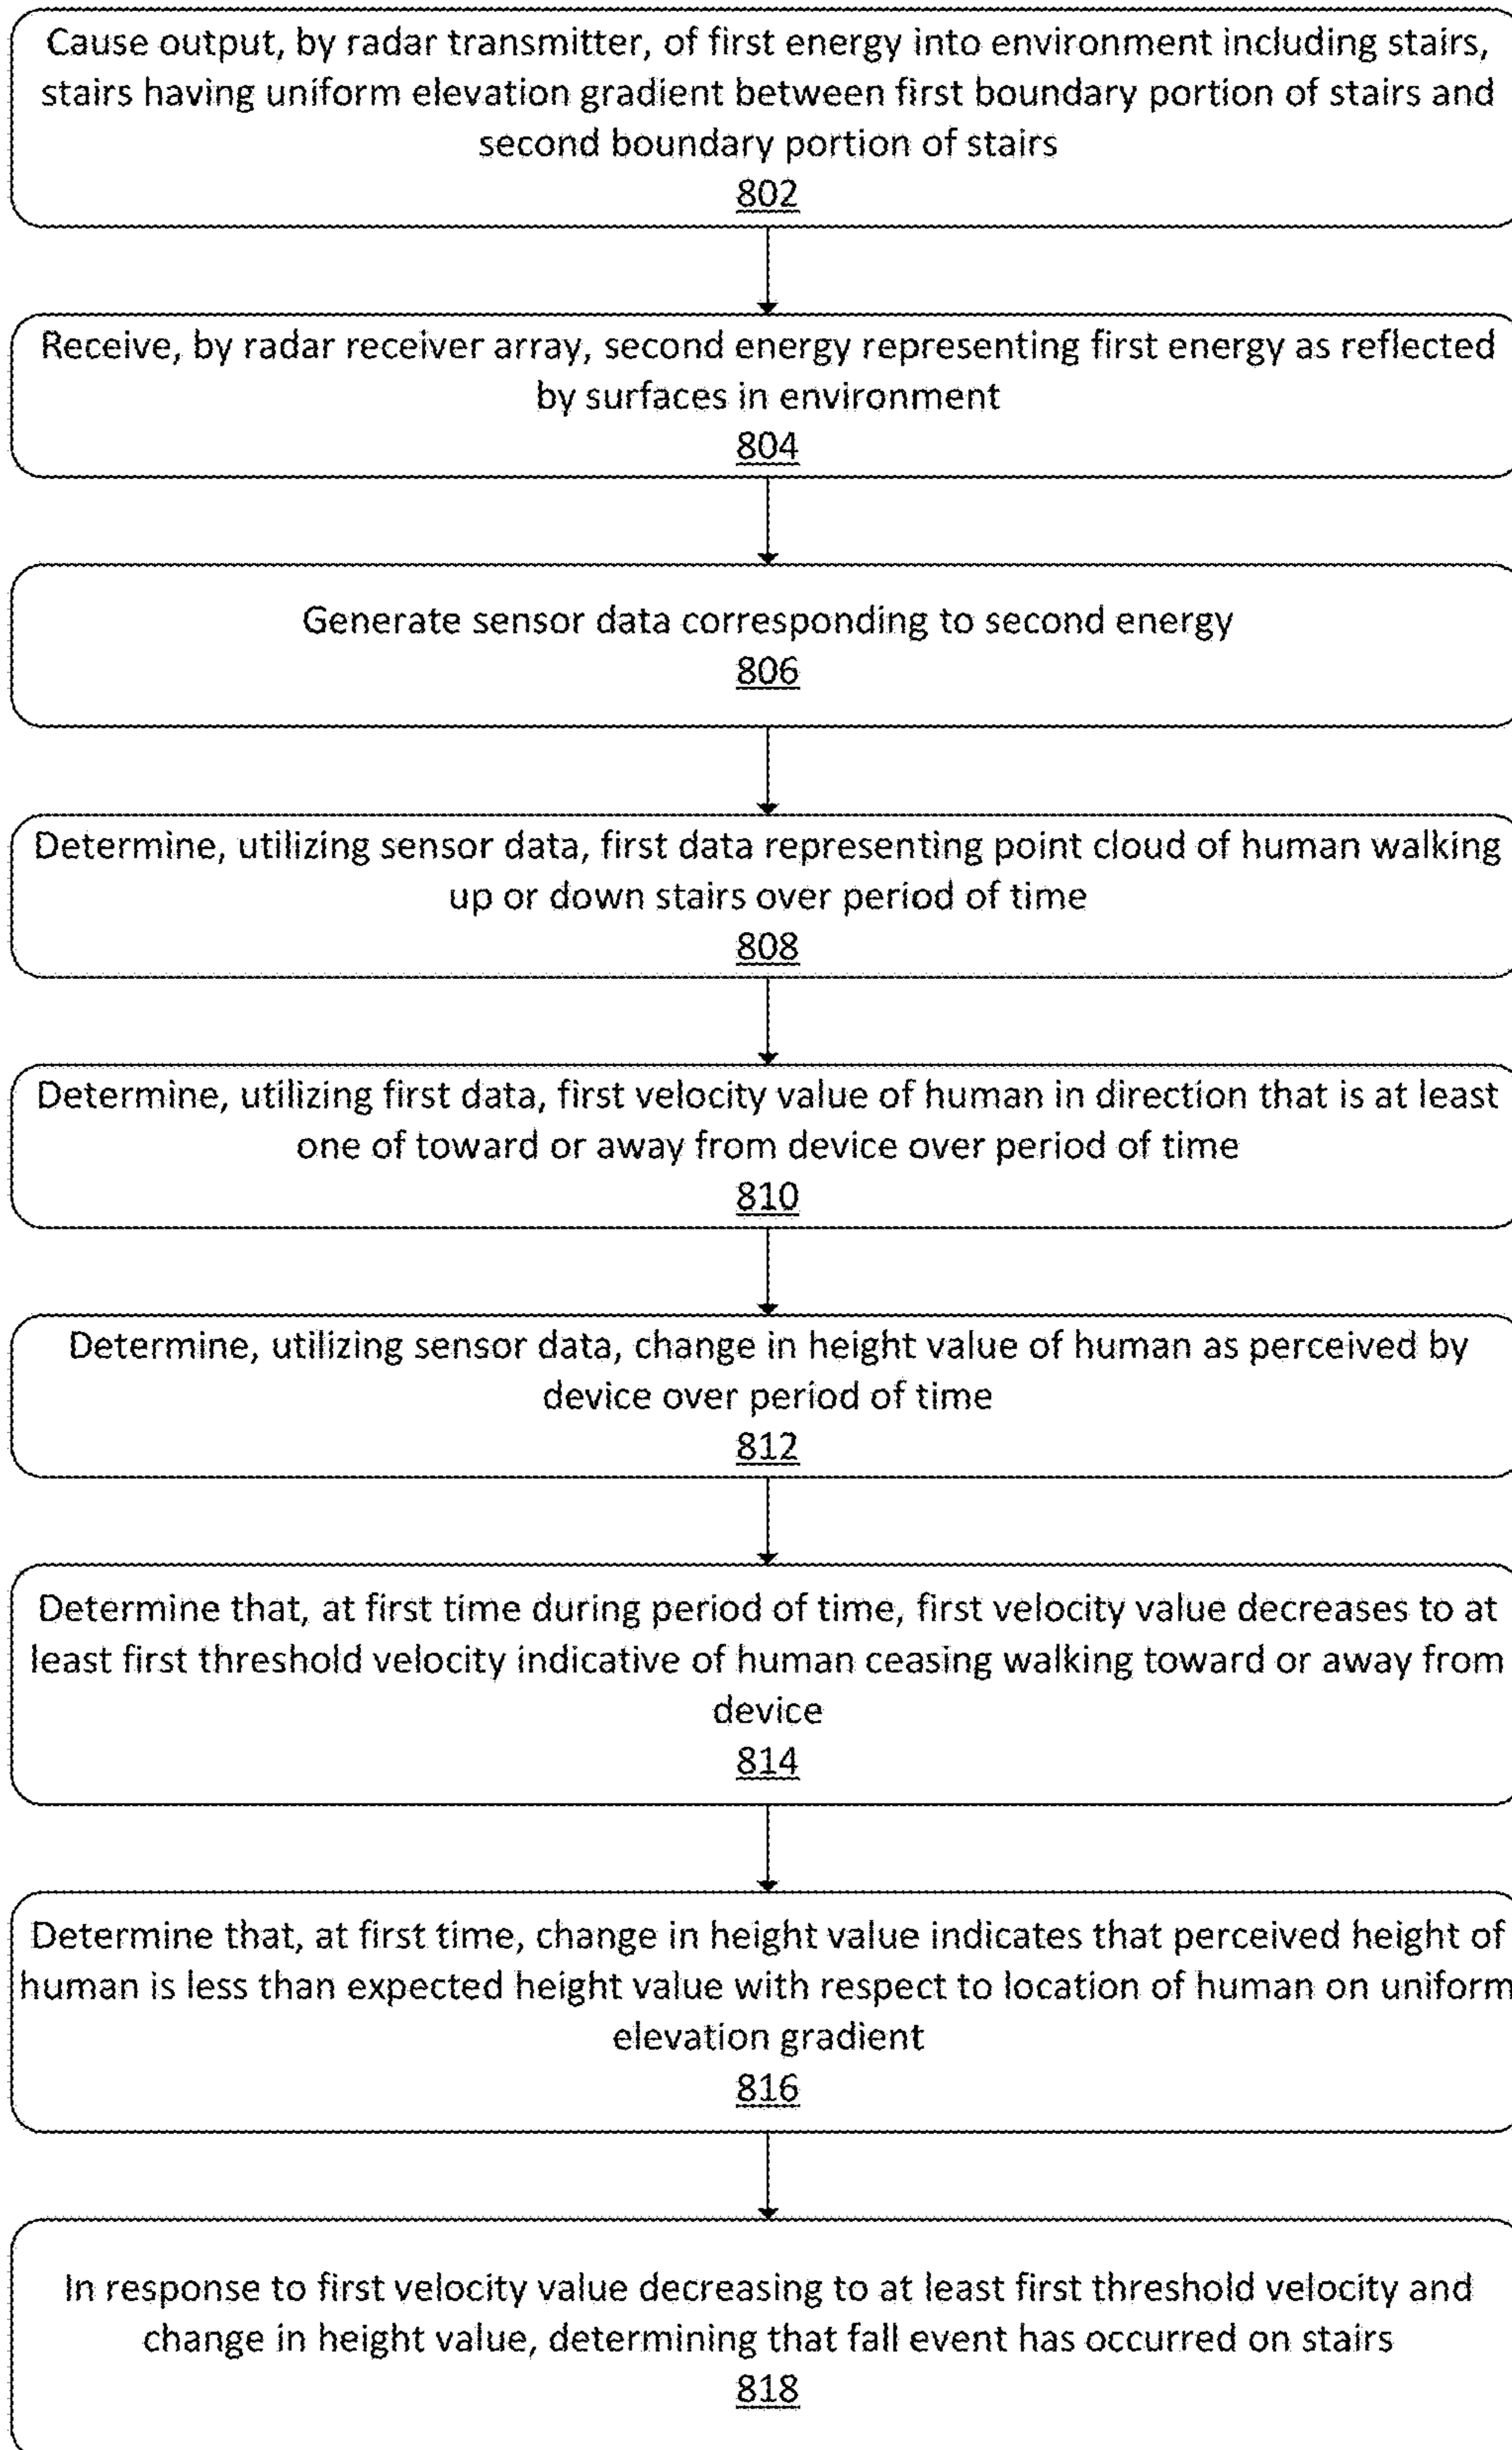 Cause output, by radar transmitter, of first energy into environment including stairs,
stairs having uniform elevation gradient between first boundary portion of stairs and
second boundary portion of stairs
802
Receive, by radar receiver array, second energy representing first energy as reflected
by surfaces in environment
804
Generate sensor data corresponding to second energy
806
Determine, utilizing sensor data, first data representing point cloud of human walking
up or down stairs over period of time
808
Determine, utilizing first data, first velocity value of human in direction that is at least
one of toward or away from device over period of time
810
Determine, utilizing sensor data, change in height value of human as perceived by
device over period of time
812
Determine that, at first time during period of time, first velocity value decreases to at
least first threshold velocity indicative of human ceasing walking toward or away from
device
814
Determine that, at first time, change in height value indicates that perceived height of
human is less than expected height value with respect to location of human on uniform
elevation gradient
816
In response to first velocity value decreasing to at least first threshold velocity and
change in height value, determining that fall event has occurred on stairs
818